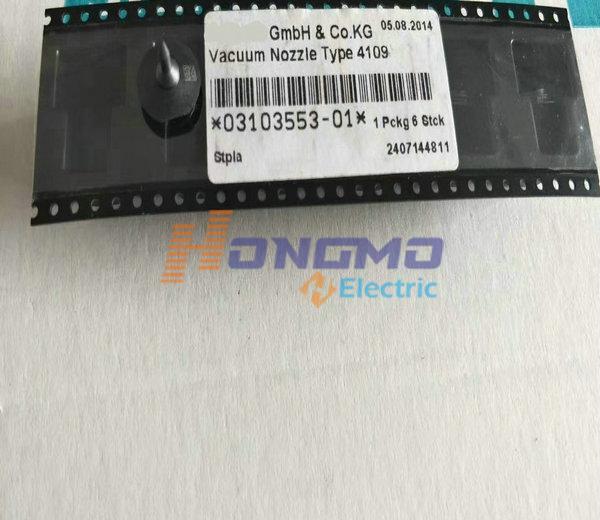 GmbH & Co.KG 05.08.2014
Vacuum Nozzle Type 4109
*03103553-01* 1 Pckg 6 Stck
Stpla 2407144811
HONGMO
Electric